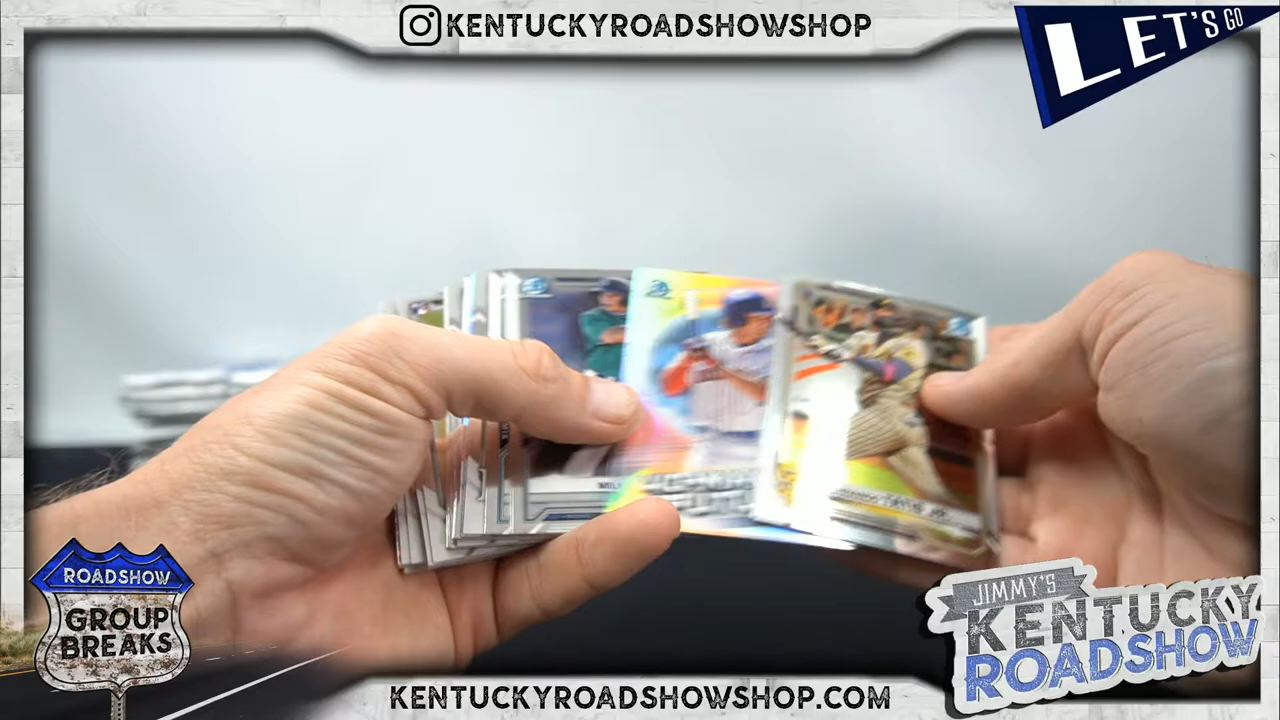 KENTUCKYROADSHOWSHOP
LET'S GO
ROADSHOW
GROUP
BREAKS
JIMMY'S
KENTUCKY
ROADSHOW
KENTUCKYROADSHOWSHOP.COM